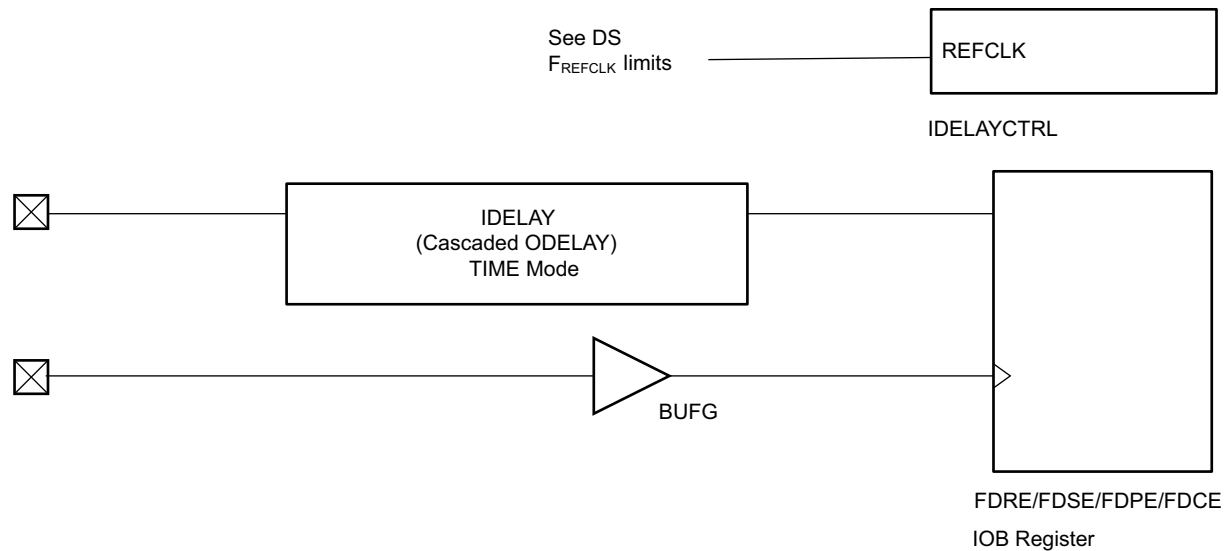 See DS
FREFCLK limits
REFCLK
IDELAYCTRL
IDELAY
(Cascaded ODELAY)
TIME Mode
BUFG
FDRE/FDSE/FDPE/FDCE
IOB Register